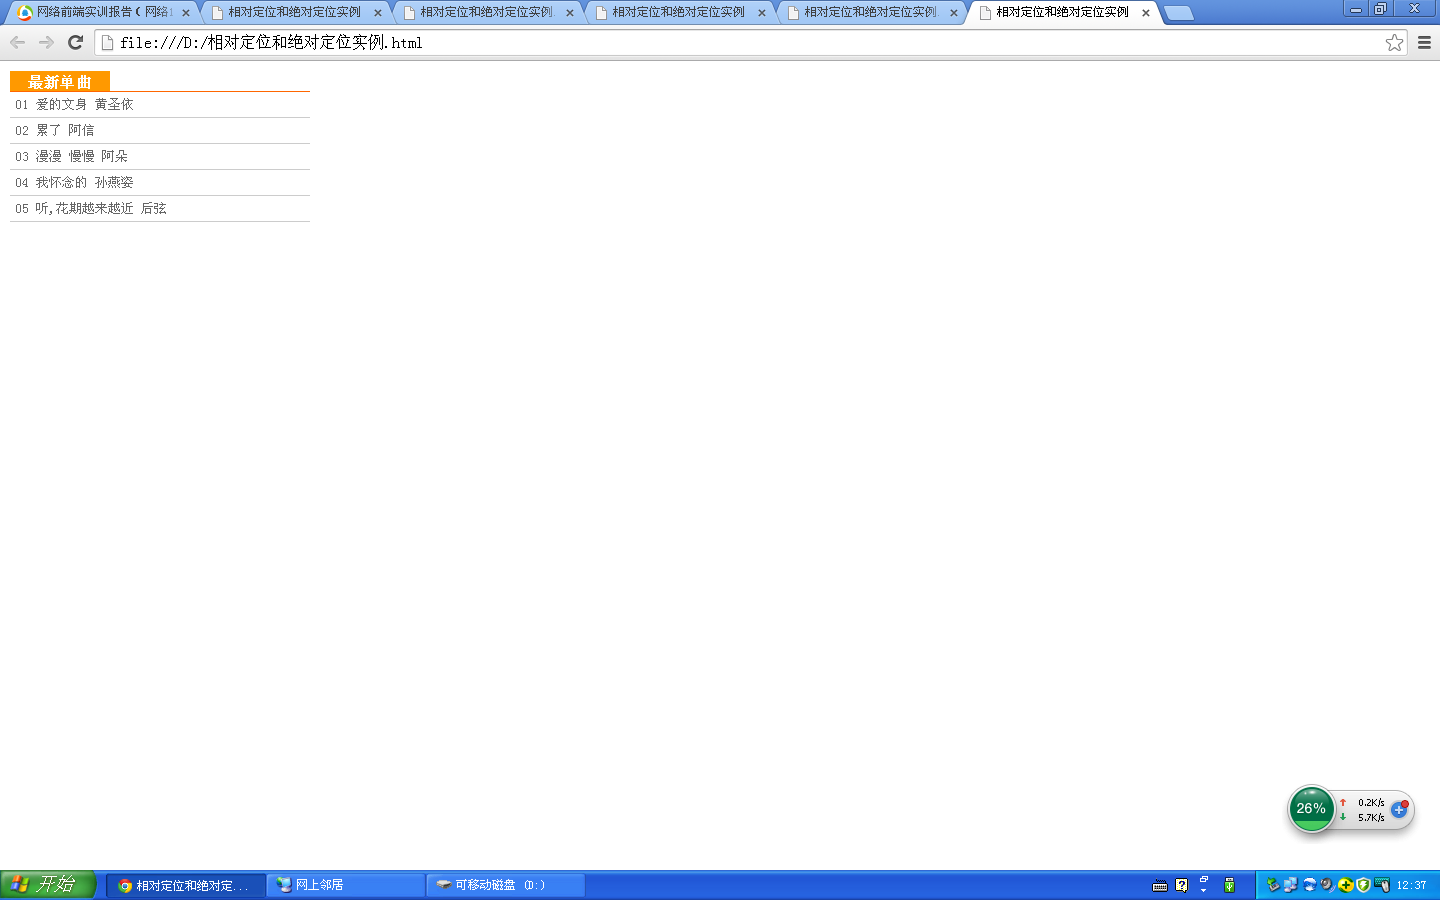 网络前端实训报告（网络1
相对定位和绝对定位实例
相对定位和绝对定位实例
相对定位和绝对定位实例
相对定位和绝对定位实例
相对定位和绝对定位实例
file:///D:/相对定位和绝对定位实例.html
最新单曲
01 爱的文身 黄圣依
02 累了 阿信
03 漫漫 慢慢 阿朵
04 我怀念的 孙燕姿
05 听,花期越来越近 后弦
26%
0.2K/s
5.7K/s
开始
相对定位和绝对定...
网上邻居
可移动磁盘 (D:)
12:37